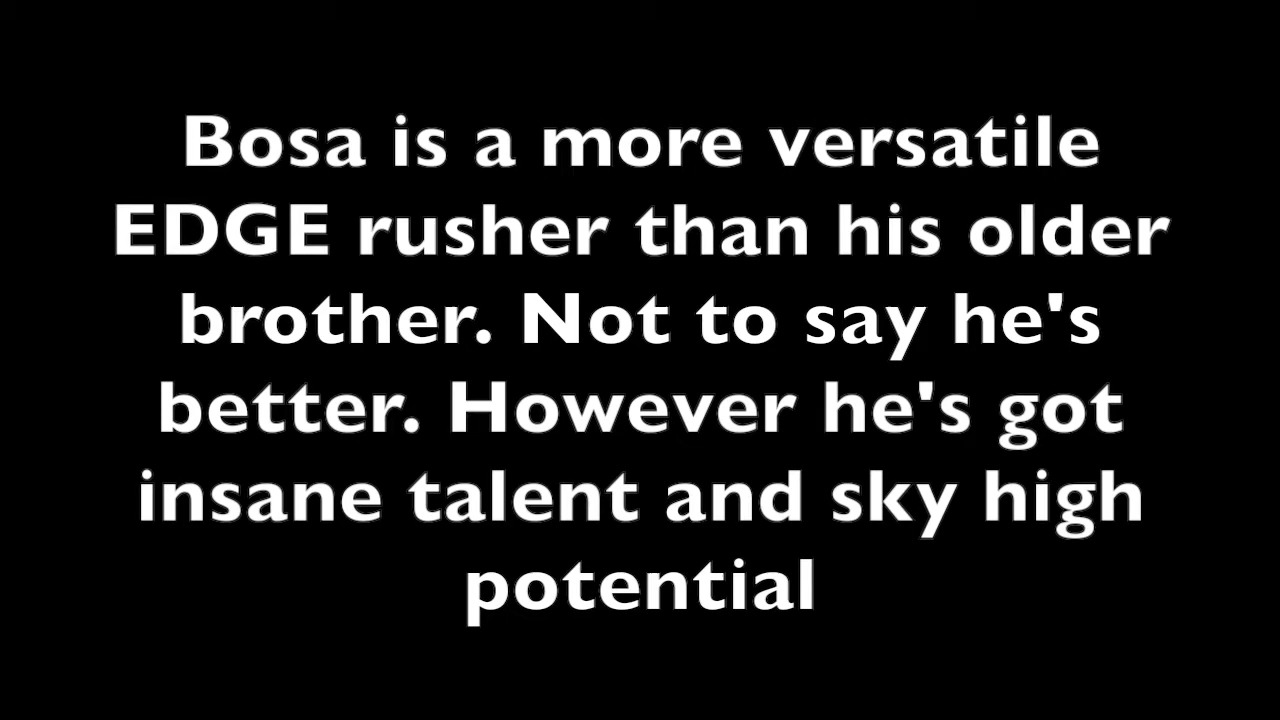 Bosa is a more versatile
EDGE rusher than his older
brother. Not to say he's
better. However he's got
insane talent and sky high
potential